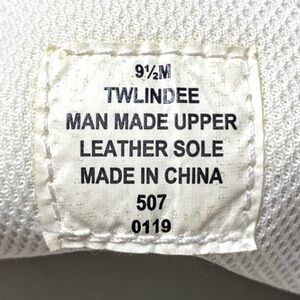 9½M
TWLINDEE
MAN MADE UPPER
LEATHER SOLE
MADE IN CHINA
507
0119